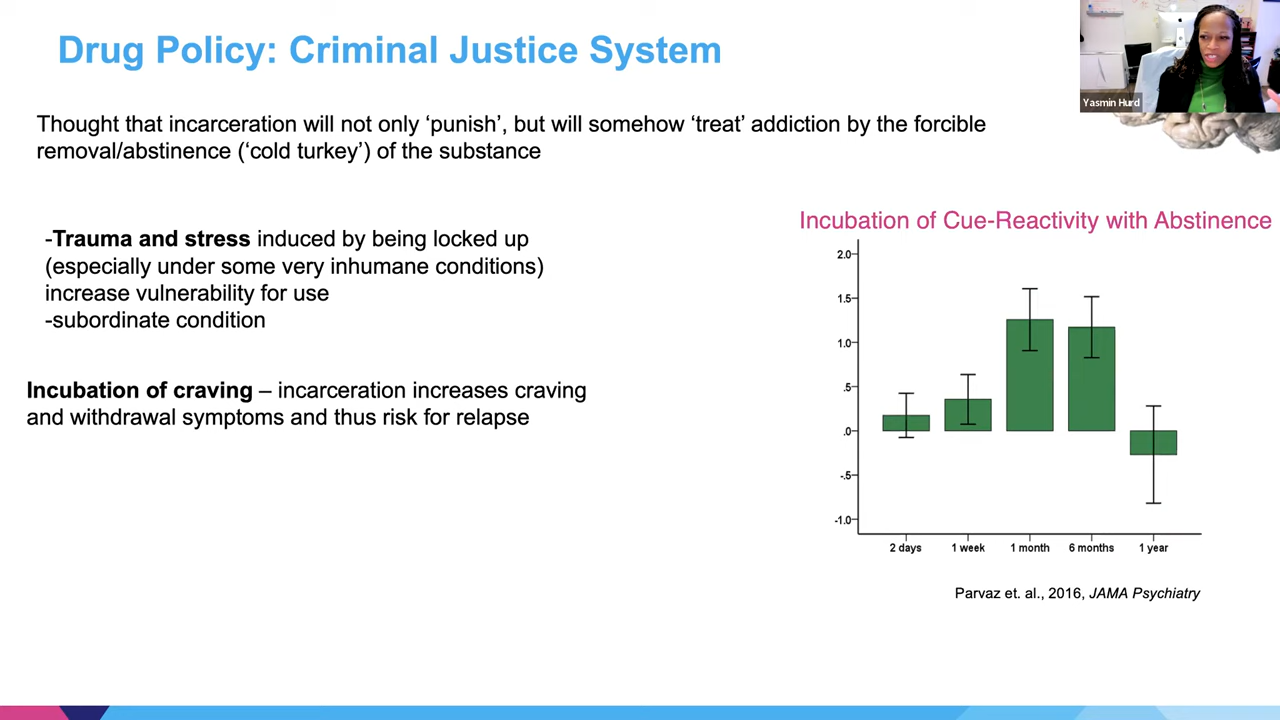 Drug Policy: Criminal Justice System
Yasmin Hurd
Thought that incarceration will not only ‘punish’, but will somehow ‘treat’ addiction by the forcible
removal/abstinence (‘cold turkey’) of the substance
-Trauma and stress induced by being locked up
(especially under some very inhumane conditions)
increase vulnerability for use
-subordinate condition
Incubation of craving – incarceration increases craving
and withdrawal symptoms and thus risk for relapse
Incubation of Cue-Reactivity with Abstinence
2.0
1.5
1.0
.5
.0
-.5
-1.0
2 days 1 week 1 month 6 months 1 year
Parvaz et. al., 2016, JAMA Psychiatry